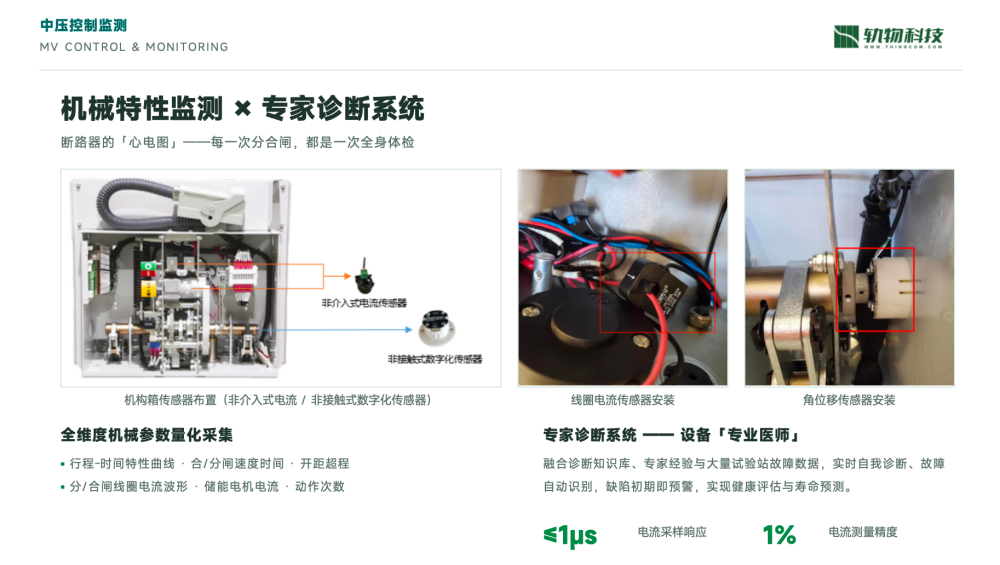 中压控制监测
MV CONTROL & MONITORING
轨物科技
WWW.THINGCOM.COM
机械特性监测 × 专家诊断系统
断路器的「心电图」——每一次分合闸，都是一次全身体检
非介入式电流传感器
非接触式数字化传感器
机构箱传感器布置（非介入式电流 / 非接触式数字化传感器）
线圈电流传感器安装
角位移传感器安装
全维度机械参数量化采集
▪ 行程-时间特性曲线 · 合/分闸速度时间 · 开距超程
▪ 分/合闸线圈电流波形 · 储能电机电流 · 动作次数
专家诊断系统 —— 设备「专业医师」
融合诊断知识库、专家经验与大量试验站故障数据，实时自我诊断、故障
自动识别，缺陷初期即预警，实现健康评估与寿命预测。
≤1μs 电流采样响应
1% 电流测量精度